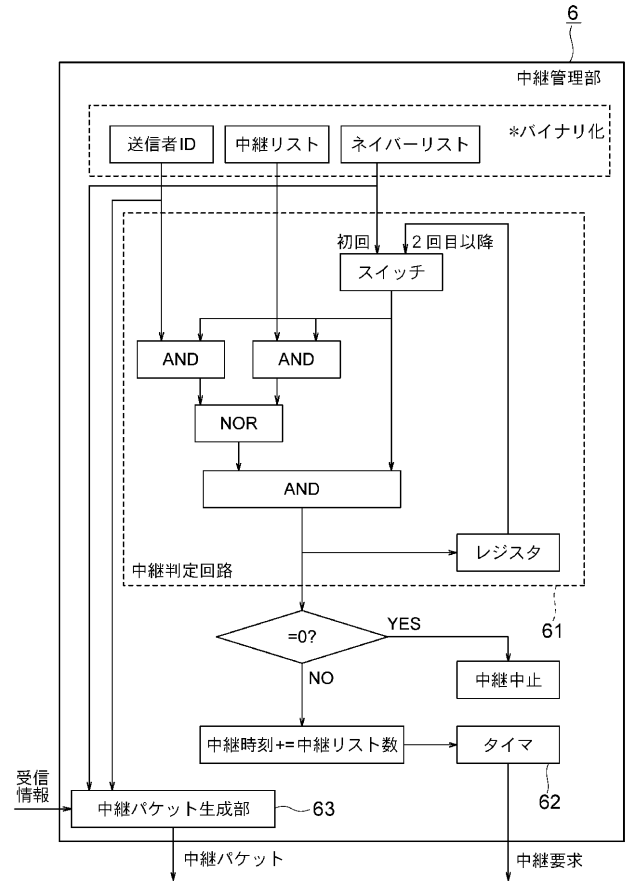 6
中継管理部
送信者ID
中継リスト
ネイバーリスト
*バイナリ化
初回
2回目以降
スイッチ
AND
AND
NOR
AND
レジスタ
中継判定回路
61
=0?
YES
NO
中継中止
中継時刻+=中継リスト数
タイマ
62
受信
情報
中継パケット生成部
63
中継パケット
中継要求